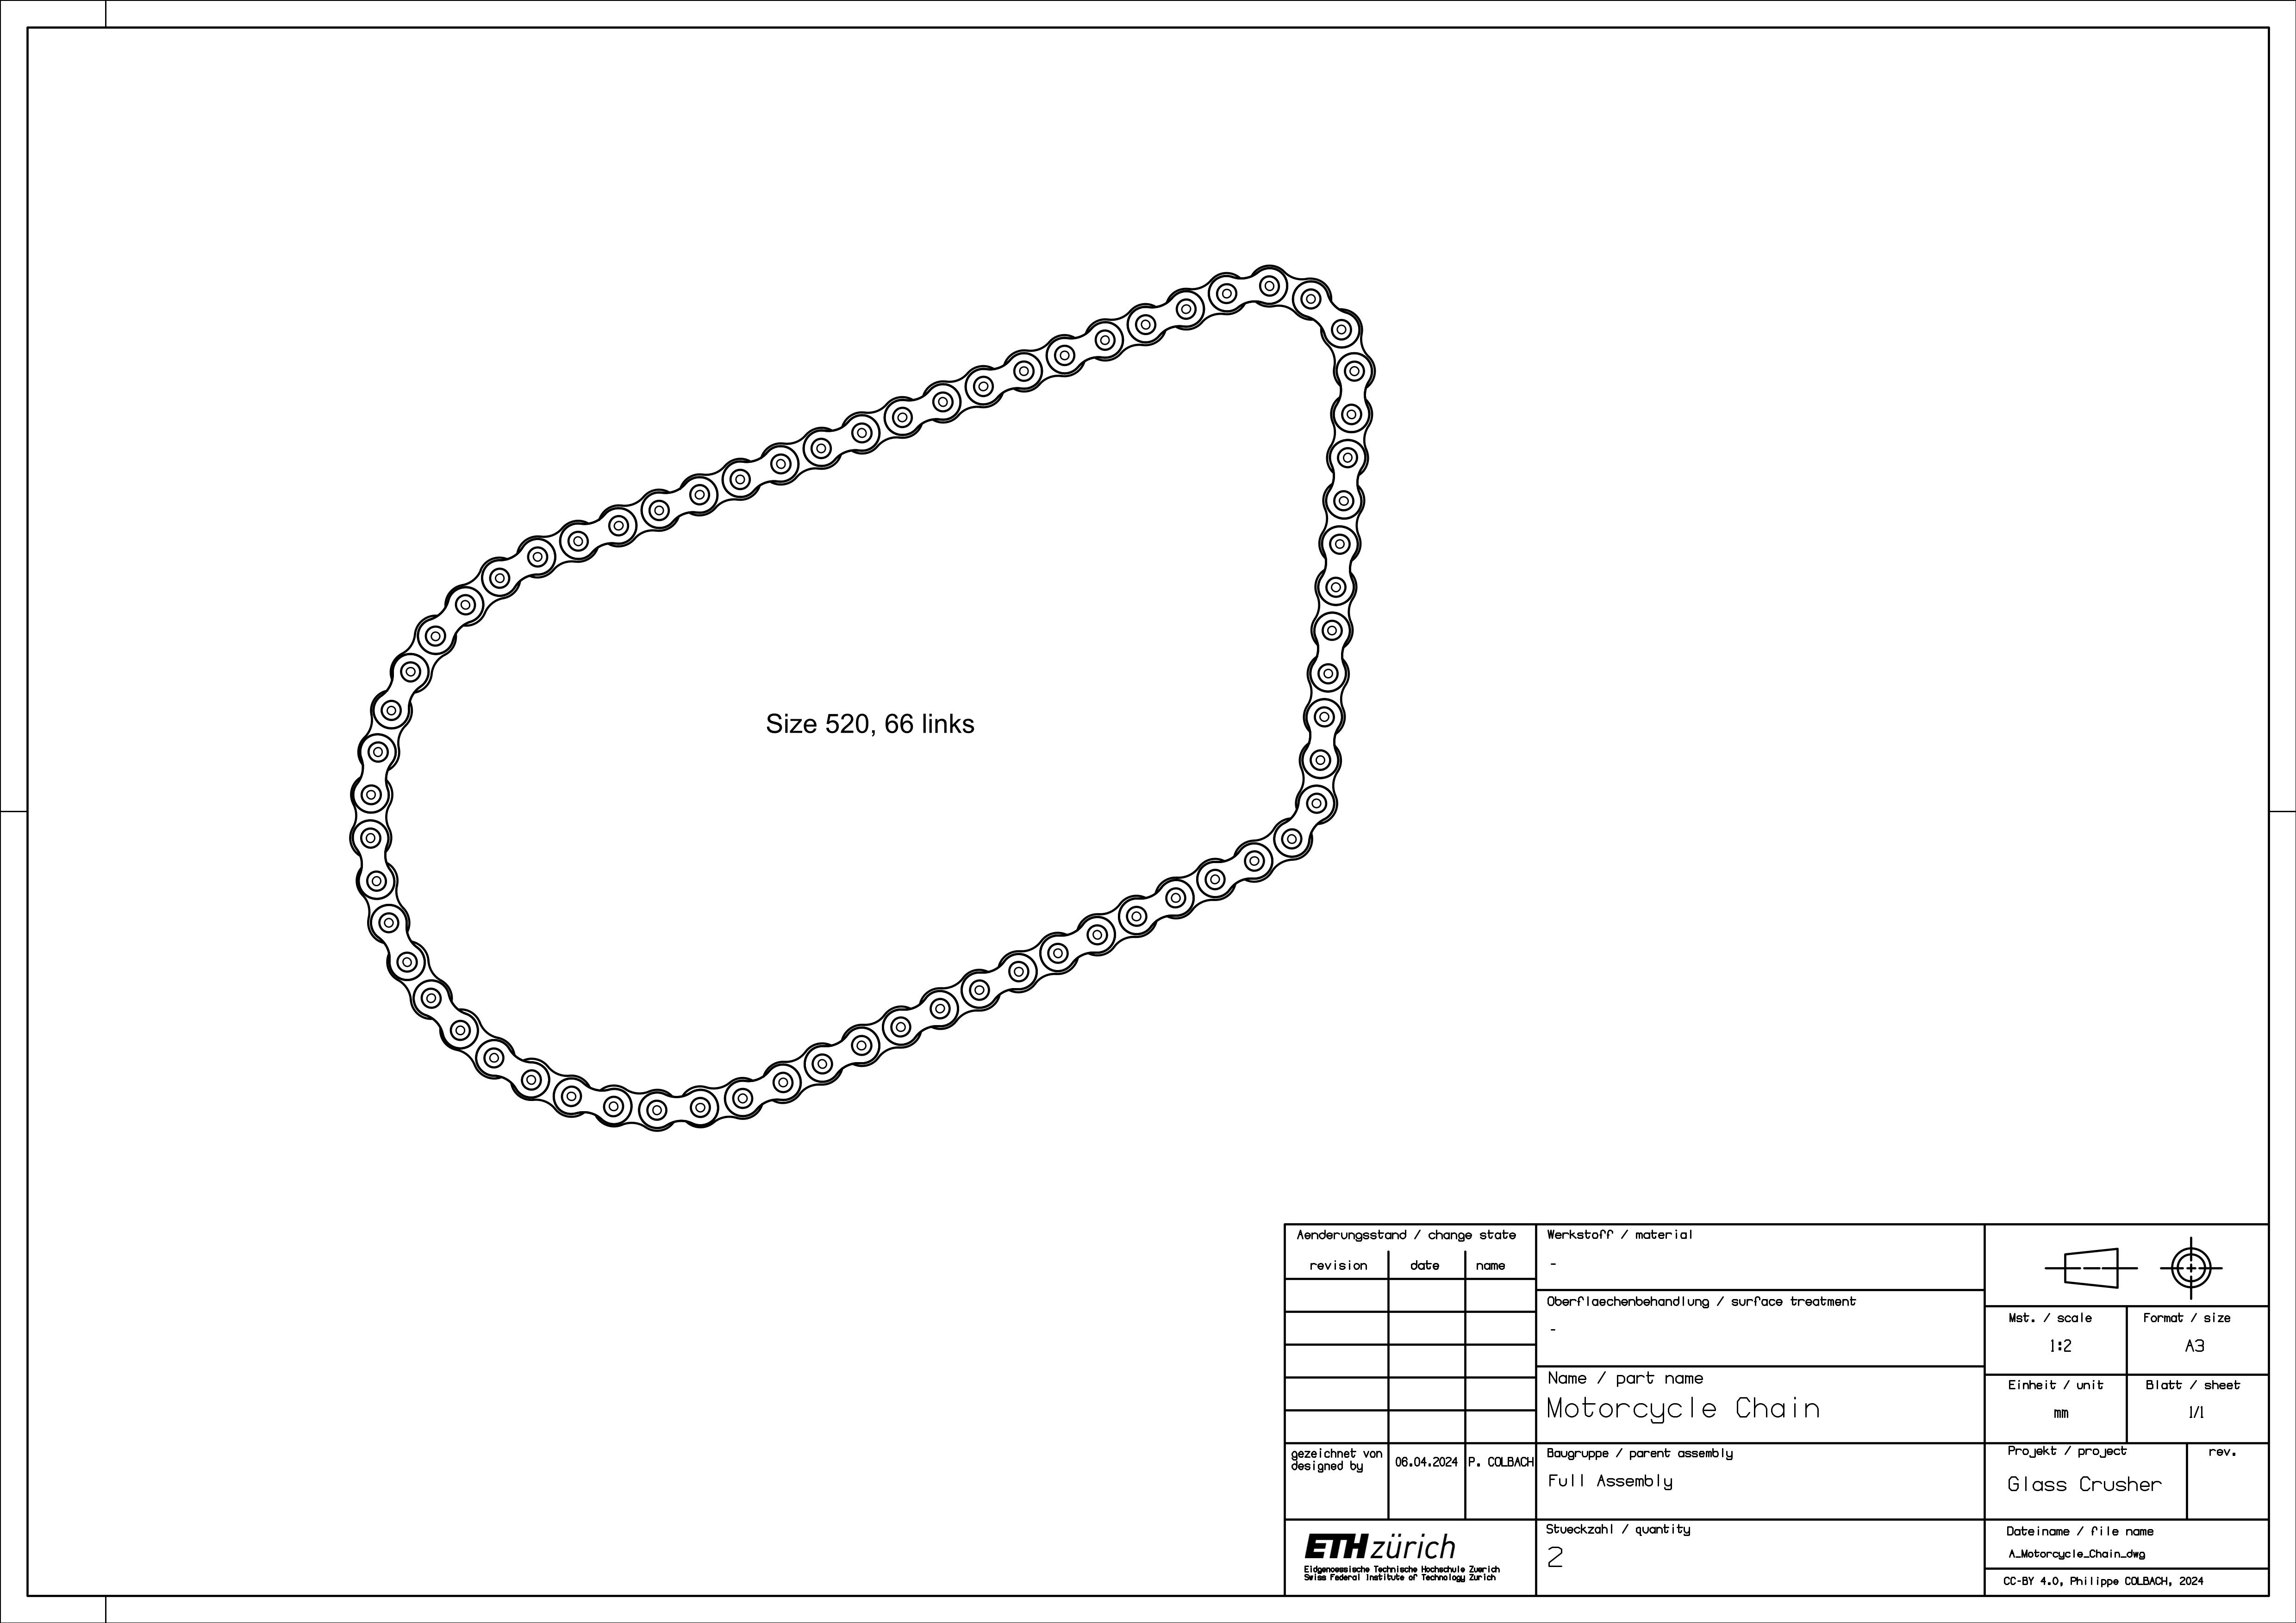 Size 520, 66 links
Aenderungsstand / change state
revision date name
gezeichnet von
designed by
06.04.2024
P. COLBACH
ETH zürich
Eidgenoessische Technische Hochschule Zuerich
Swiss Federal Institute of Technology Zurich
Werkstoff / material
-
Oberflaechenbehandlung / surface treatment
-
Name / part name
Motorcycle Chain
Baugruppe / parent assembly
Full Assembly
Stueckzahl / quantity
2
Mst. / scale
1:2
Format / size
A3
Einheit / unit
mm
Blatt / sheet
1/1
Projekt / project
Glass Crusher
rev.
Dateiname / file name
A_Motorcycle_Chain_dwg
CC-BY 4.0, Philippe COLBACH, 2024